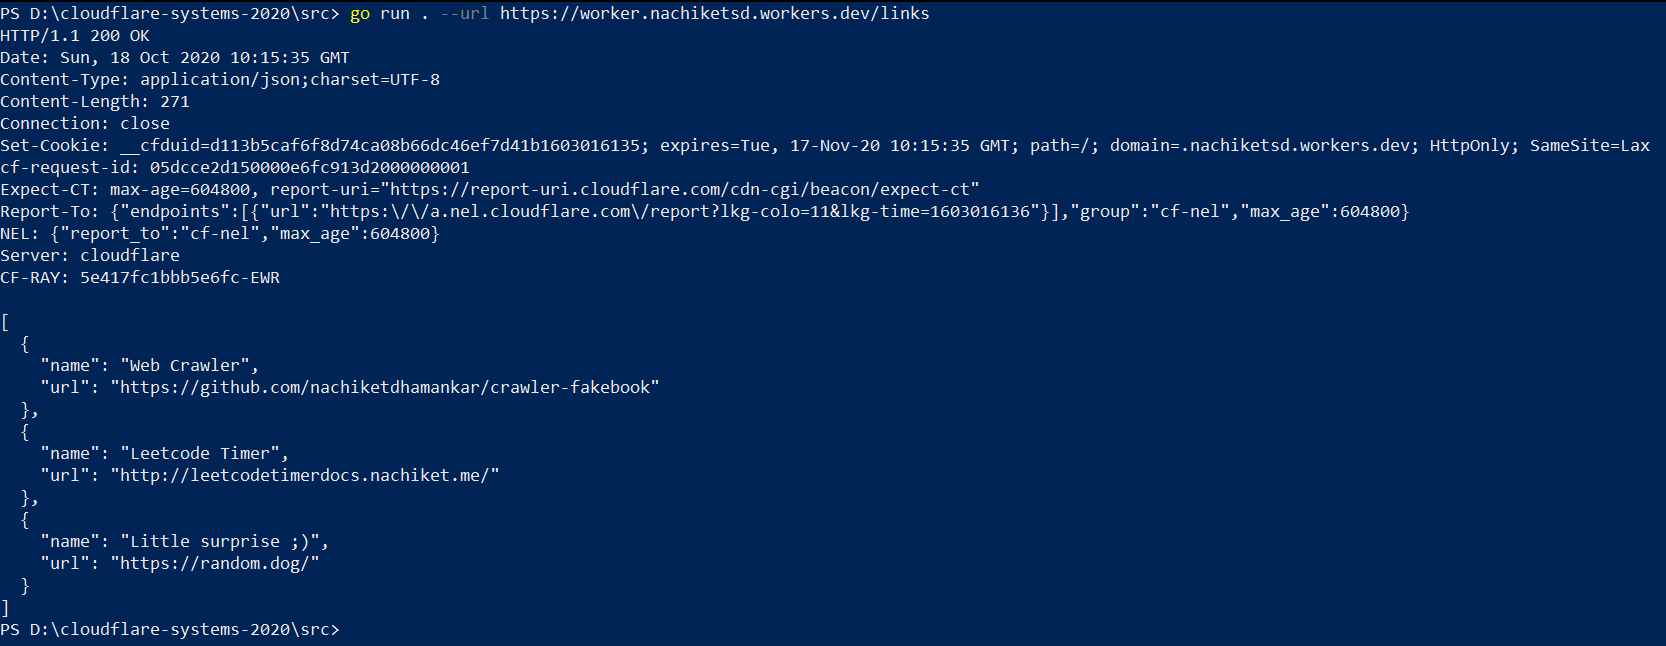 PS D:\cloudflare-systems-2020\src> go run . --url https://worker.nachiketsd.workers.dev/links
HTTP/1.1 200 OK
Date: Sun, 18 Oct 2020 10:15:35 GMT
Content-Type: application/json;charset=UTF-8
Content-Length: 271
Connection: close
Set-Cookie: __cfduid=d113b5caf6f8d74ca08b66dc46ef7d41b1603016135; expires=Tue, 17-Nov-20 10:15:35 GMT; path=/; domain=.nachiketsd.workers.dev; HttpOnly; SameSite=Lax
cf-request-id: 05dcce2d150000e6fc913d2000000001
Expect-CT: max-age=604800, report-uri="https://report-uri.cloudflare.com/cdn-cgi/beacon/expect-ct"
Report-To: {"endpoints":[{"url":"https:\/\/a.nel.cloudflare.com\/report?lkg-colo=11&lkg-time=1603016136"}],"group":"cf-nel","max_age":604800}
NEL: {"report_to":"cf-nel","max_age":604800}
Server: cloudflare
CF-RAY: 5e417fc1bbb5e6fc-EWR

[
  {
    "name": "Web Crawler",
    "url": "https://github.com/nachiketdhamankar/crawler-fakebook"
  },
  {
    "name": "Leetcode Timer",
    "url": "http://leetcodetimerdocs.nachiket.me/"
  },
  {
    "name": "Little surprise ;)",
    "url": "https://random.dog/"
  }
]
PS D:\cloudflare-systems-2020\src>